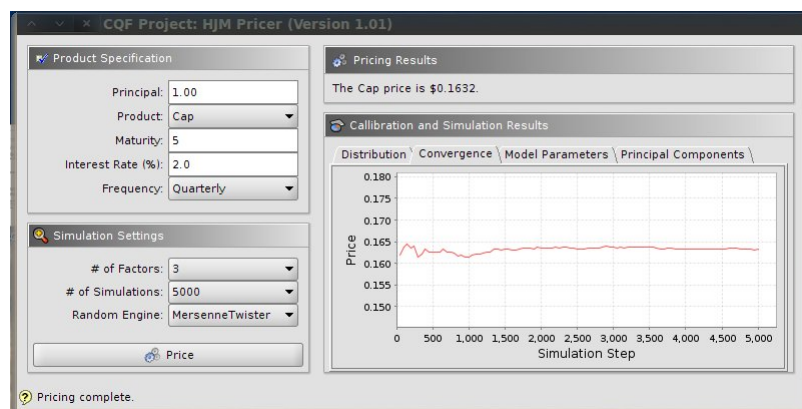 CQF Project: HJM Pricer (Version 1.01)
Product Specification
Principal: 1.00
Product: Cap
Maturity: 5
Interest Rate (%): 2.0
Frequency: Quarterly
Simulation Settings
# of Factors: 3
# of Simulations: 5000
Random Engine: MersenneTwister
Price
Pricing Results
The Cap price is $0.1632.
Callibration and Simulation Results
Distribution Convergence Model Parameters Principal Components
0.180
0.175
0.170
0.165
0.160
0.155
0.150
Price
0 500 1,000 1,500 2,000 2,500 3,000 3,500 4,000 4,500 5,000
Simulation Step
Pricing complete.